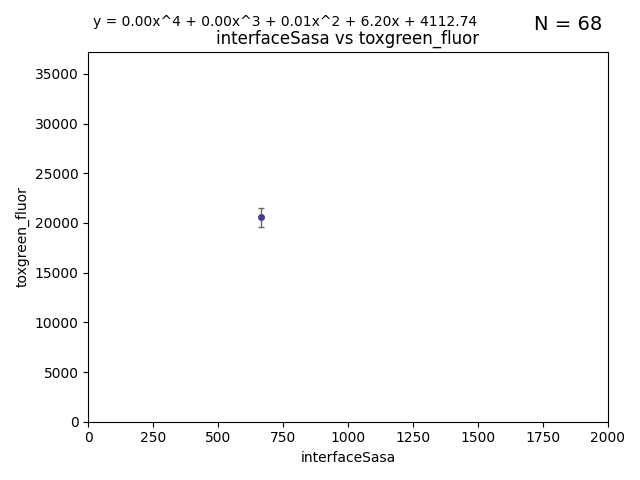 y = 0.00x^4 + 0.00x^3 + 0.01x^2 + 6.20x + 4112.74
N = 68
interfaceSasa vs toxgreen_fluor
35000
30000
25000
20000
15000
10000
5000
0
toxgreen_fluor
0 250 500 750 1000 1250 1500 1750 2000
interfaceSasa